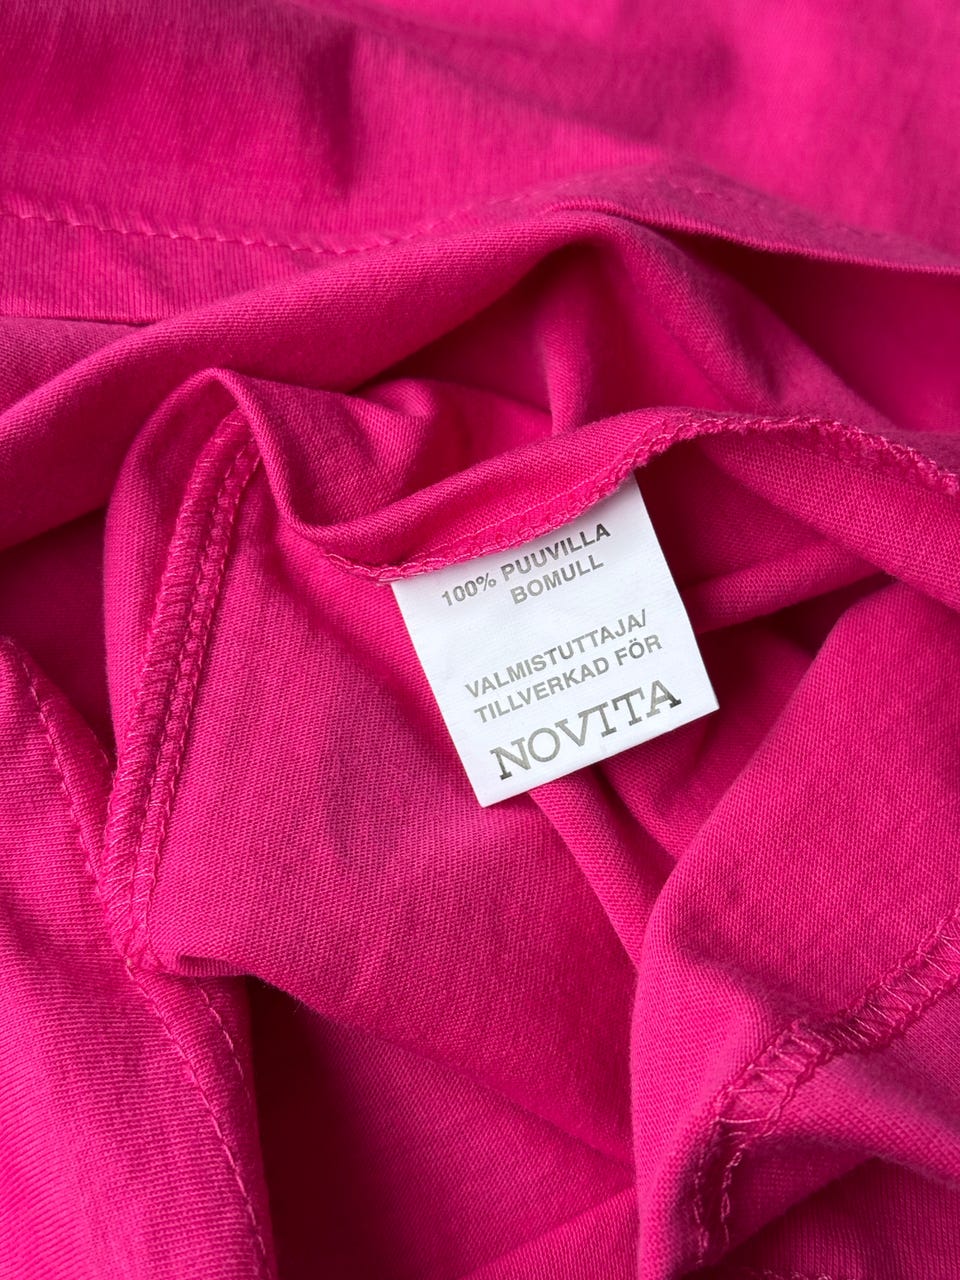 100% PUUVILLA
BOMULL
VALMISTUTTAJA/
TILLVERKAD FÖR
NOVITA